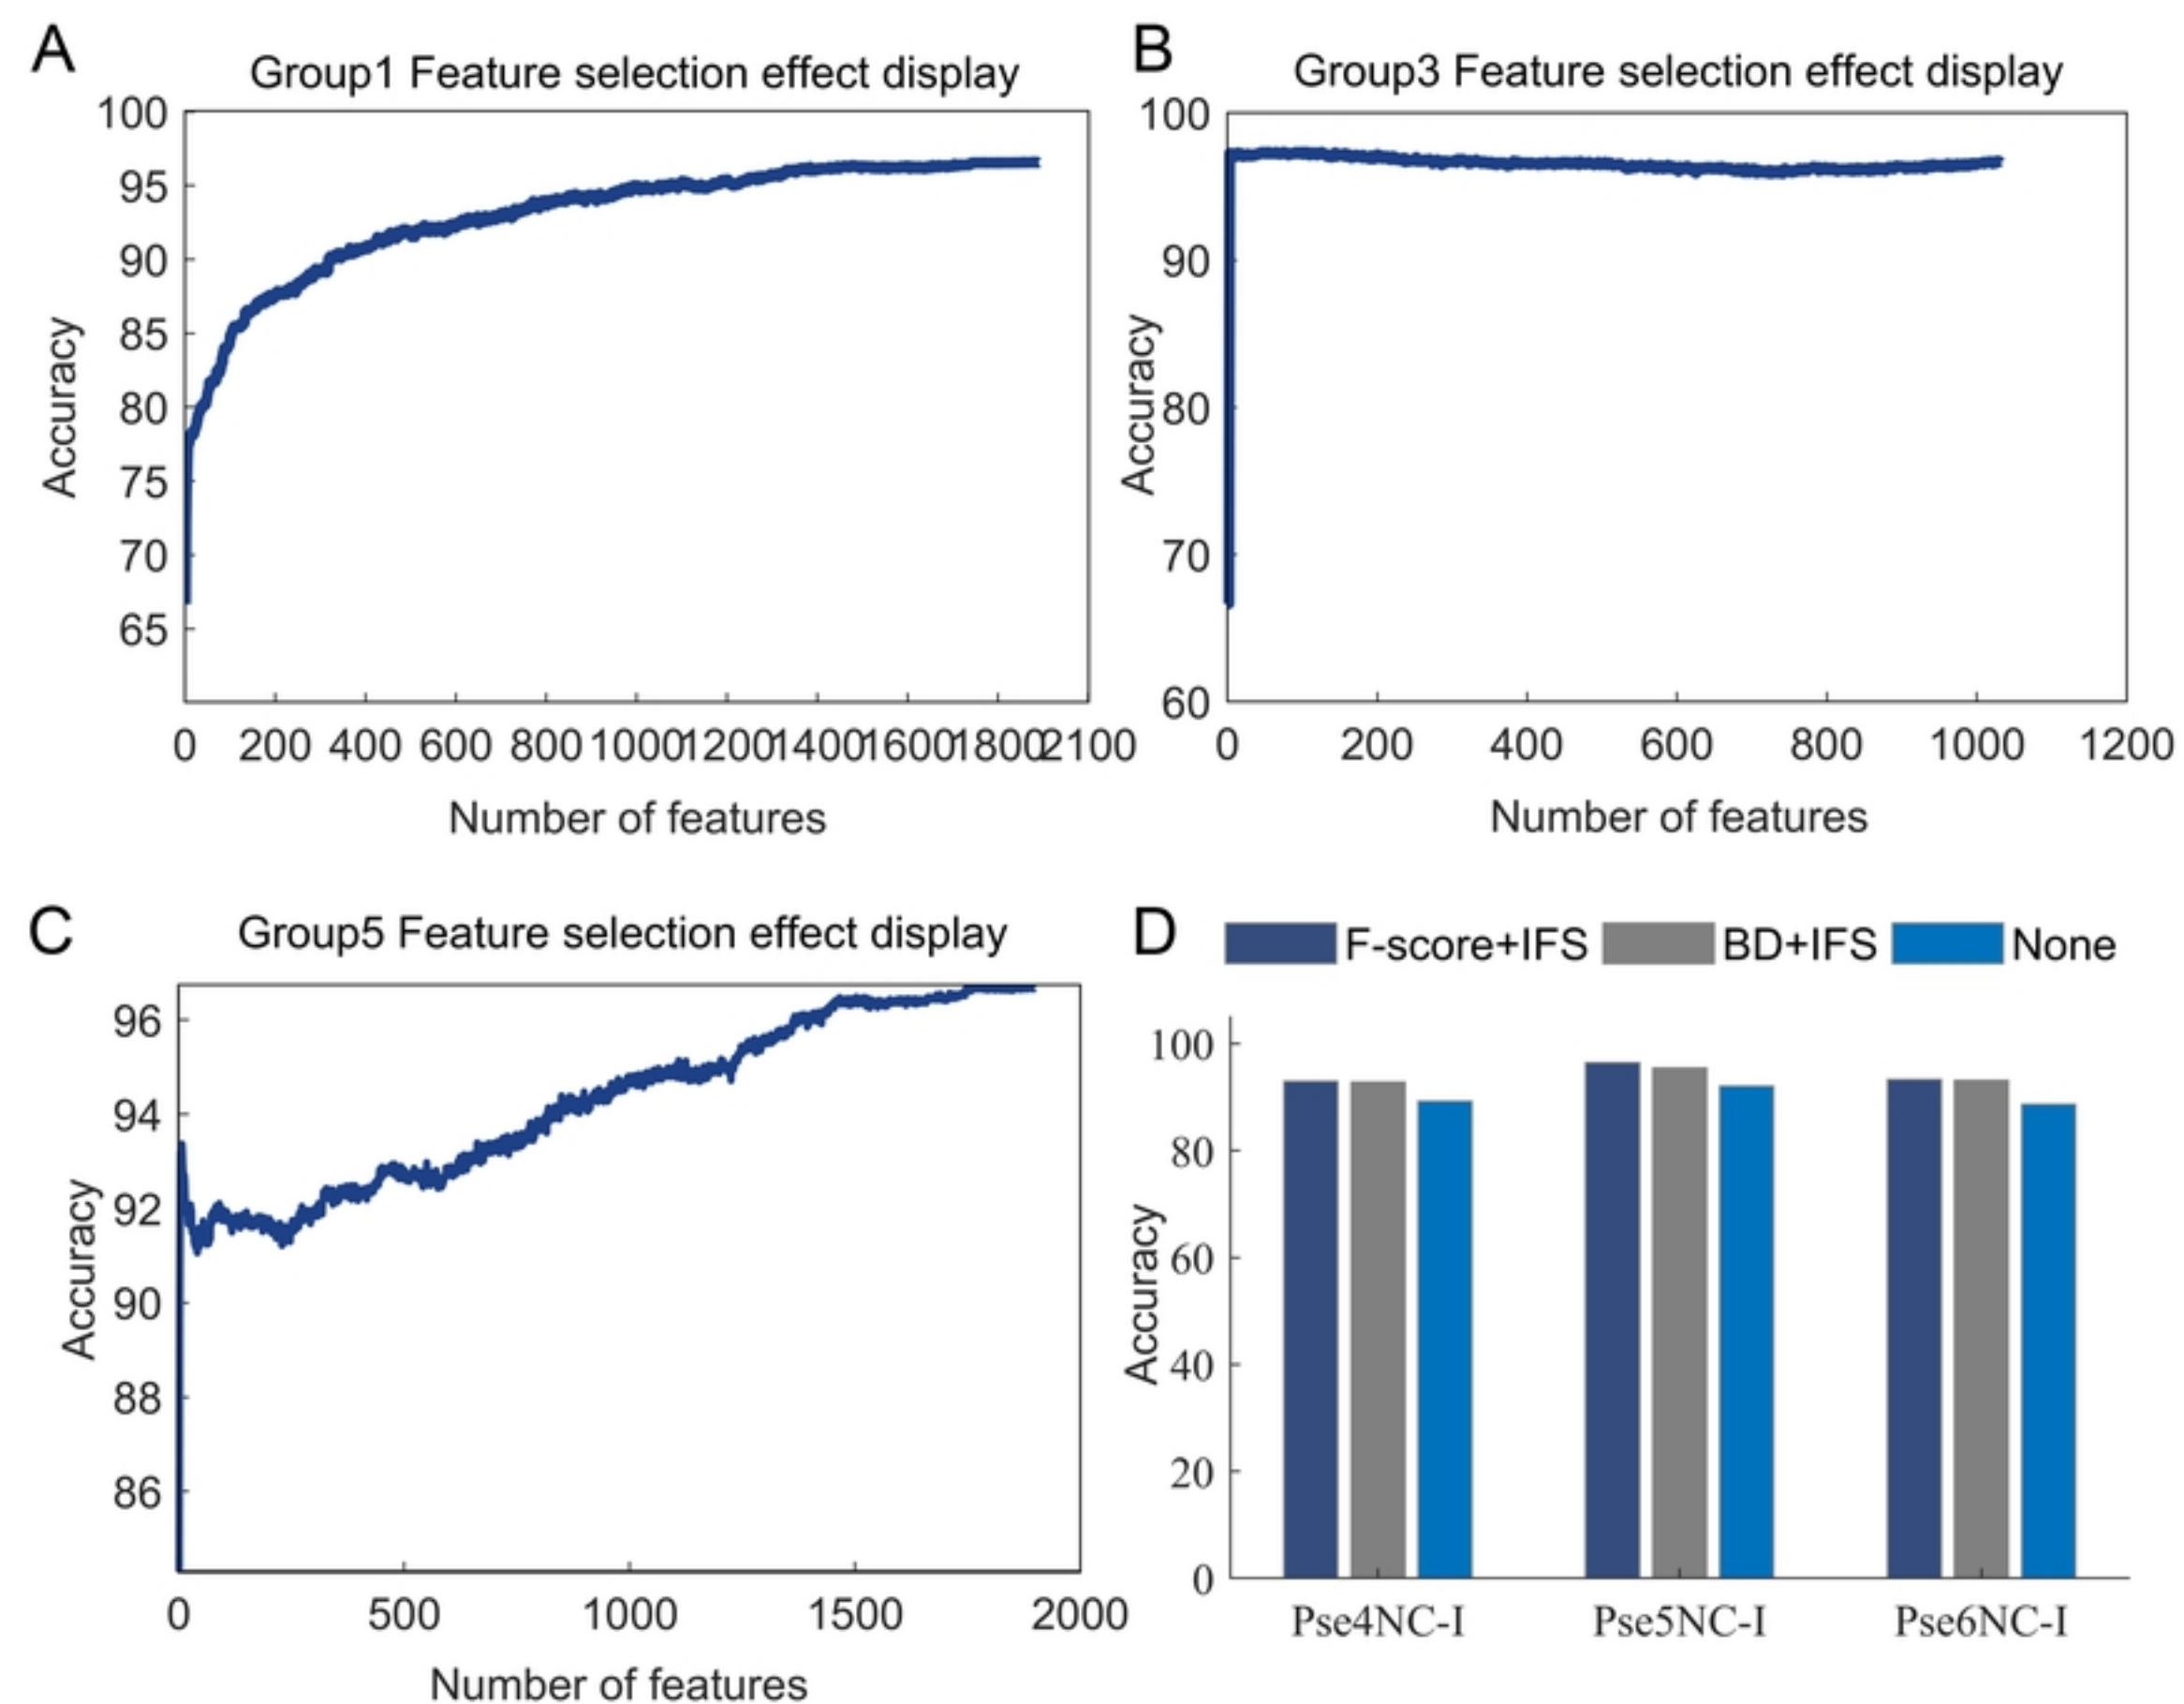 A
Group1 Feature selection effect display
100
95
90
85
80
75
70
65
Accuracy
0 200 400 600 800 1000 1200 1400 1600 1800 2100
Number of features
B
Group3 Feature selection effect display
100
90
80
70
60
Accuracy
0 200 400 600 800 1000 1200
Number of features
C
Group5 Feature selection effect display
96
94
92
90
88
86
Accuracy
0 500 1000 1500 2000
Number of features
D
F-score+IFS BD+IFS None
100
80
60
40
20
0
Accuracy
Pse4NC-I Pse5NC-I Pse6NC-I